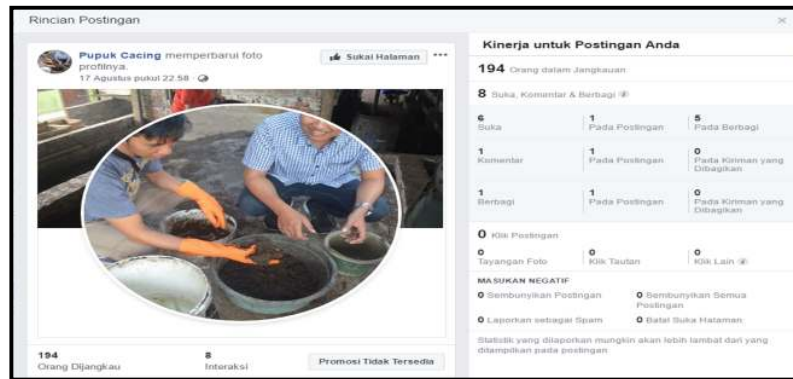 Rincian Postingan
Pupuk Cacing memperbarui foto
profilnya.
17 Agustus pukul 22.58
Sukai Halaman
194
Orang Dijangkau
8
Interaksi
Promosi Tidak Tersedia
Kinerja untuk Postingan Anda
194 Orang dalam Jangkauan
8 Suka, Komentar & Berbagi
6
Suka
1
Pada Postingan
5
Pada Berbagi
1
Komentar
1
Pada Postingan
0
Pada Kiriman yang
Dibagikan
1
Berbagi
1
Pada Postingan
0
Pada Kiriman yang
Dibagikan
0 Klik Postingan
0
Tayangan Foto
0
Klik Tautan
0
Klik Lain
MASUKAN NEGATIF
0 Sembunyikan Postingan
0 Sembunyikan Semua
Postingan
0 Laporkan sebagai Spam
0 Batal Suka Halaman
Statistik yang dilaporkan mungkin akan lebih lambat dari yang
ditampilkan pada postingan